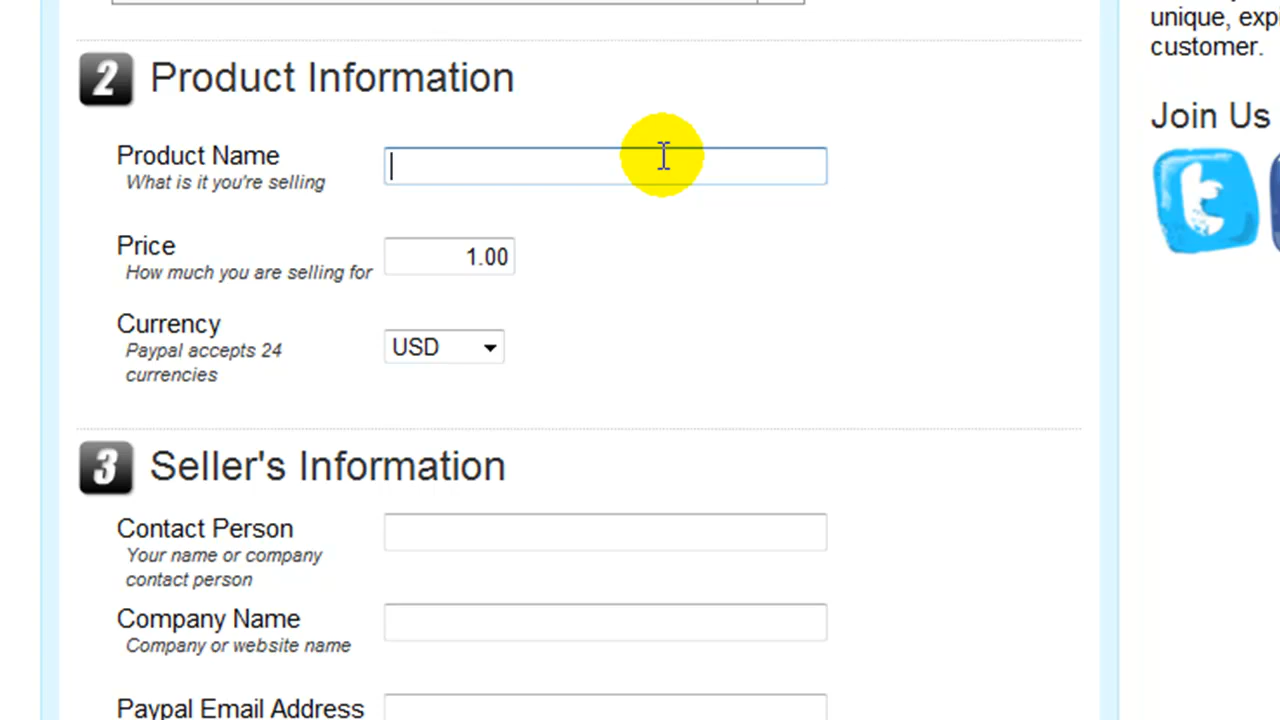 unique, exp
customer.
2 Product Information
Join Us
Product Name
What is it you're selling
Price
1.00
How much you are selling for
Currency
USD
Paypal accepts 24
currencies
3 Seller's Information
Contact Person
Your name or company
contact person
Company Name
Company or website name
Paypal Email Address